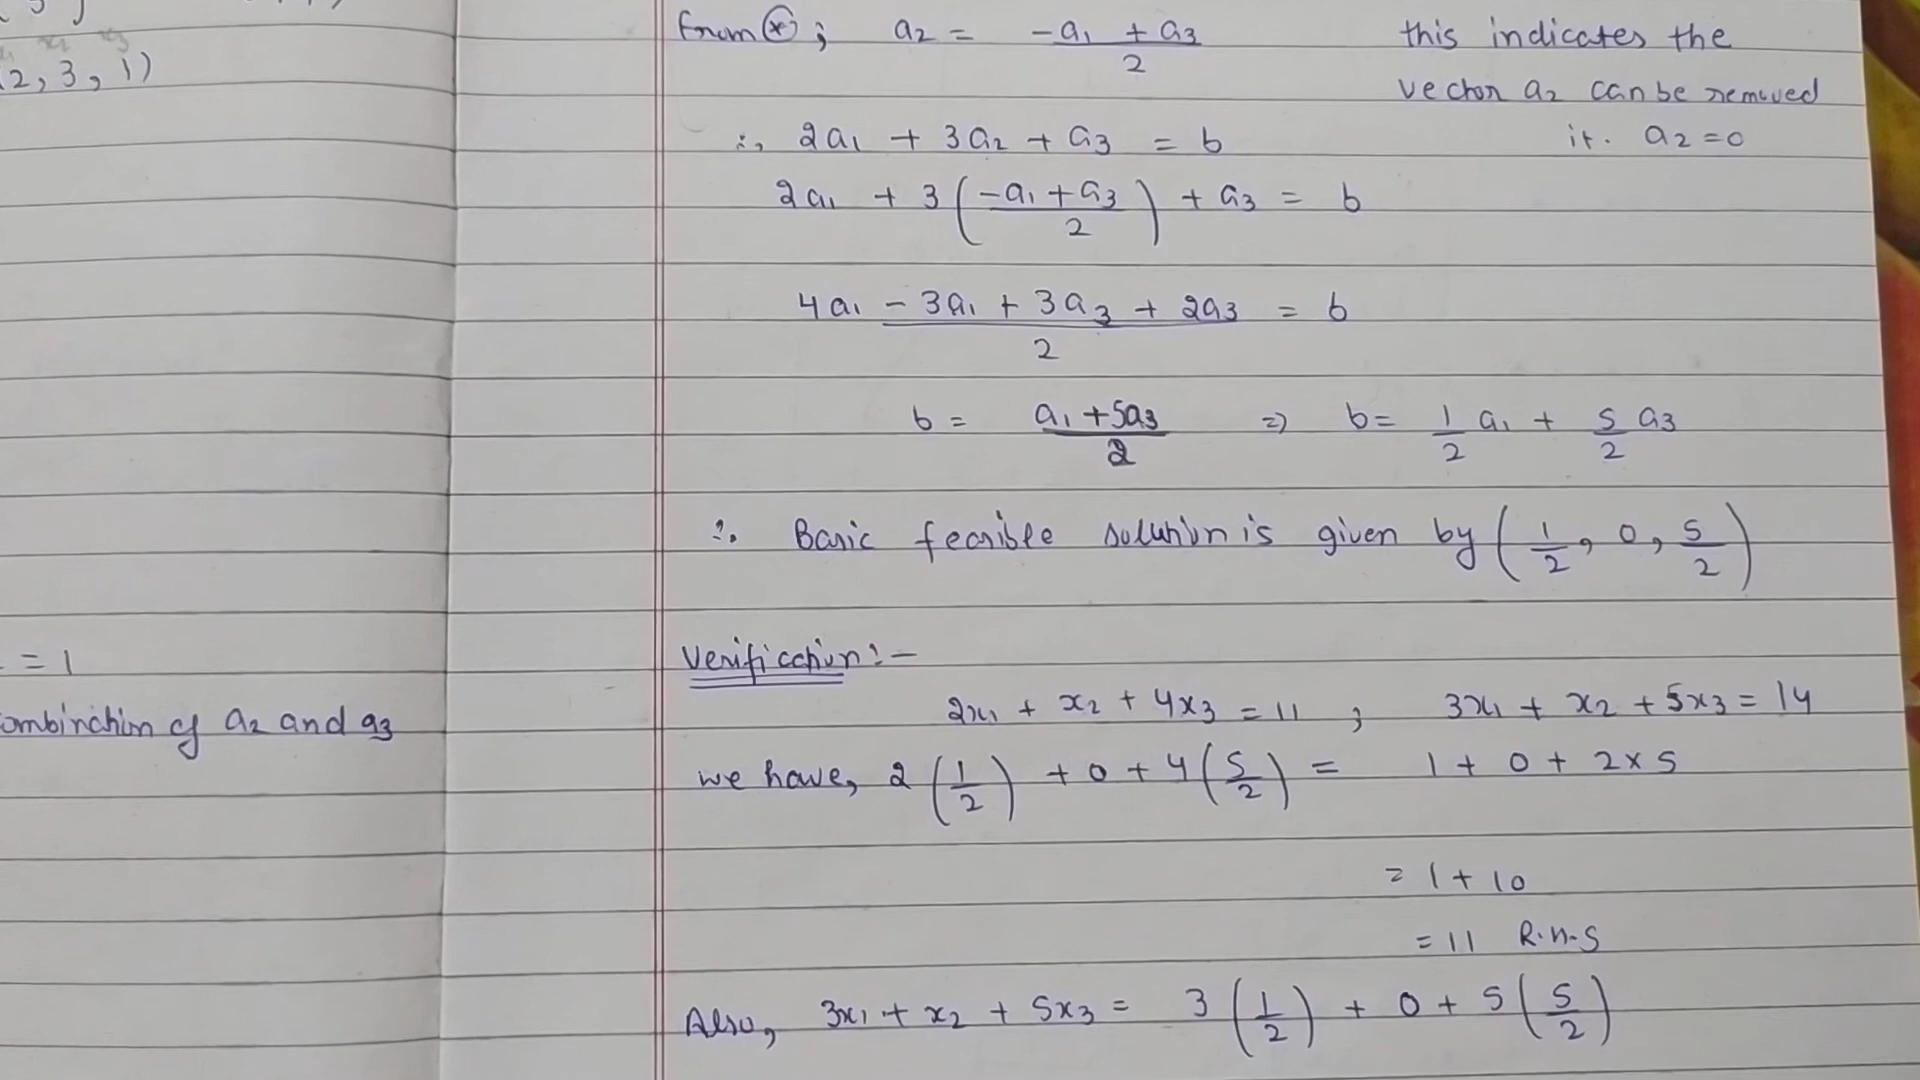 2, 3, 1)
= 1
ombination of a2 and a3
from (*) ; a2 = -a1 + a3 / 2
this indicates the
vector a2 can be removed
ie. a2 = 0
∴, 2a1 + 3a2 + a3 = b
2a1 + 3 ( -a1 + a3 / 2 ) + a3 = b
4a1 - 3a1 + 3a3 + 2a3 / 2 = b
b = a1 + 5a3 / 2 => b = 1/2 a1 + 5/2 a3
∴ Basic feasible solution is given by ( 1/2, 0, 5/2 )
Verification :-
2x1 + x2 + 4x3 = 11 ; 3x1 + x2 + 5x3 = 14
we have, 2 ( 1/2 ) + 0 + 4 ( 5/2 ) = 1 + 0 + 2 x 5
= 1 + 10
= 11 R.H.S
Also, 3x1 + x2 + 5x3 = 3 ( 1/2 ) + 0 + 5 ( 5/2 )